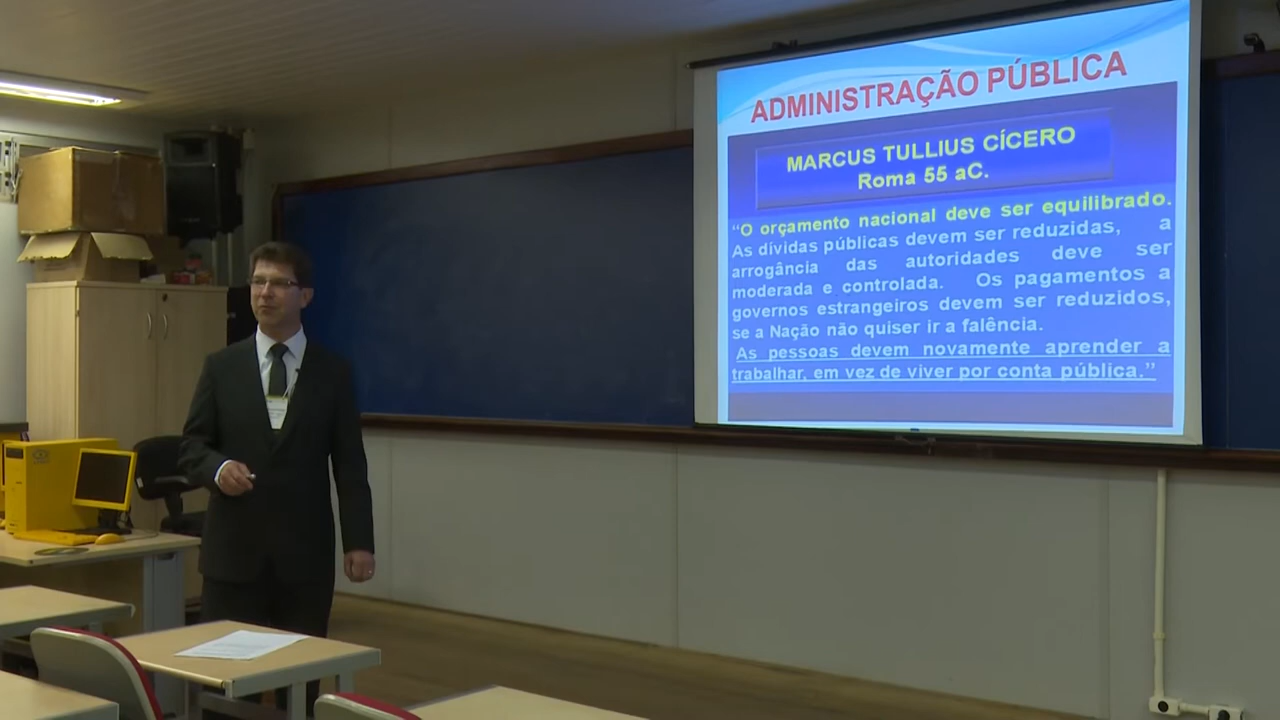 ADMINISTRAÇÃO PÚBLICA
MARCUS TULLIUS CÍCERO
Roma 55 aC.
“O orçamento nacional deve ser equilibrado.
As dívidas públicas devem ser reduzidas, a
arrogância das autoridades deve ser
moderada e controlada. Os pagamentos a
governos estrangeiros devem ser reduzidos,
se a Nação não quiser ir a falência.
As pessoas devem novamente aprender a
trabalhar, em vez de viver por conta pública.”